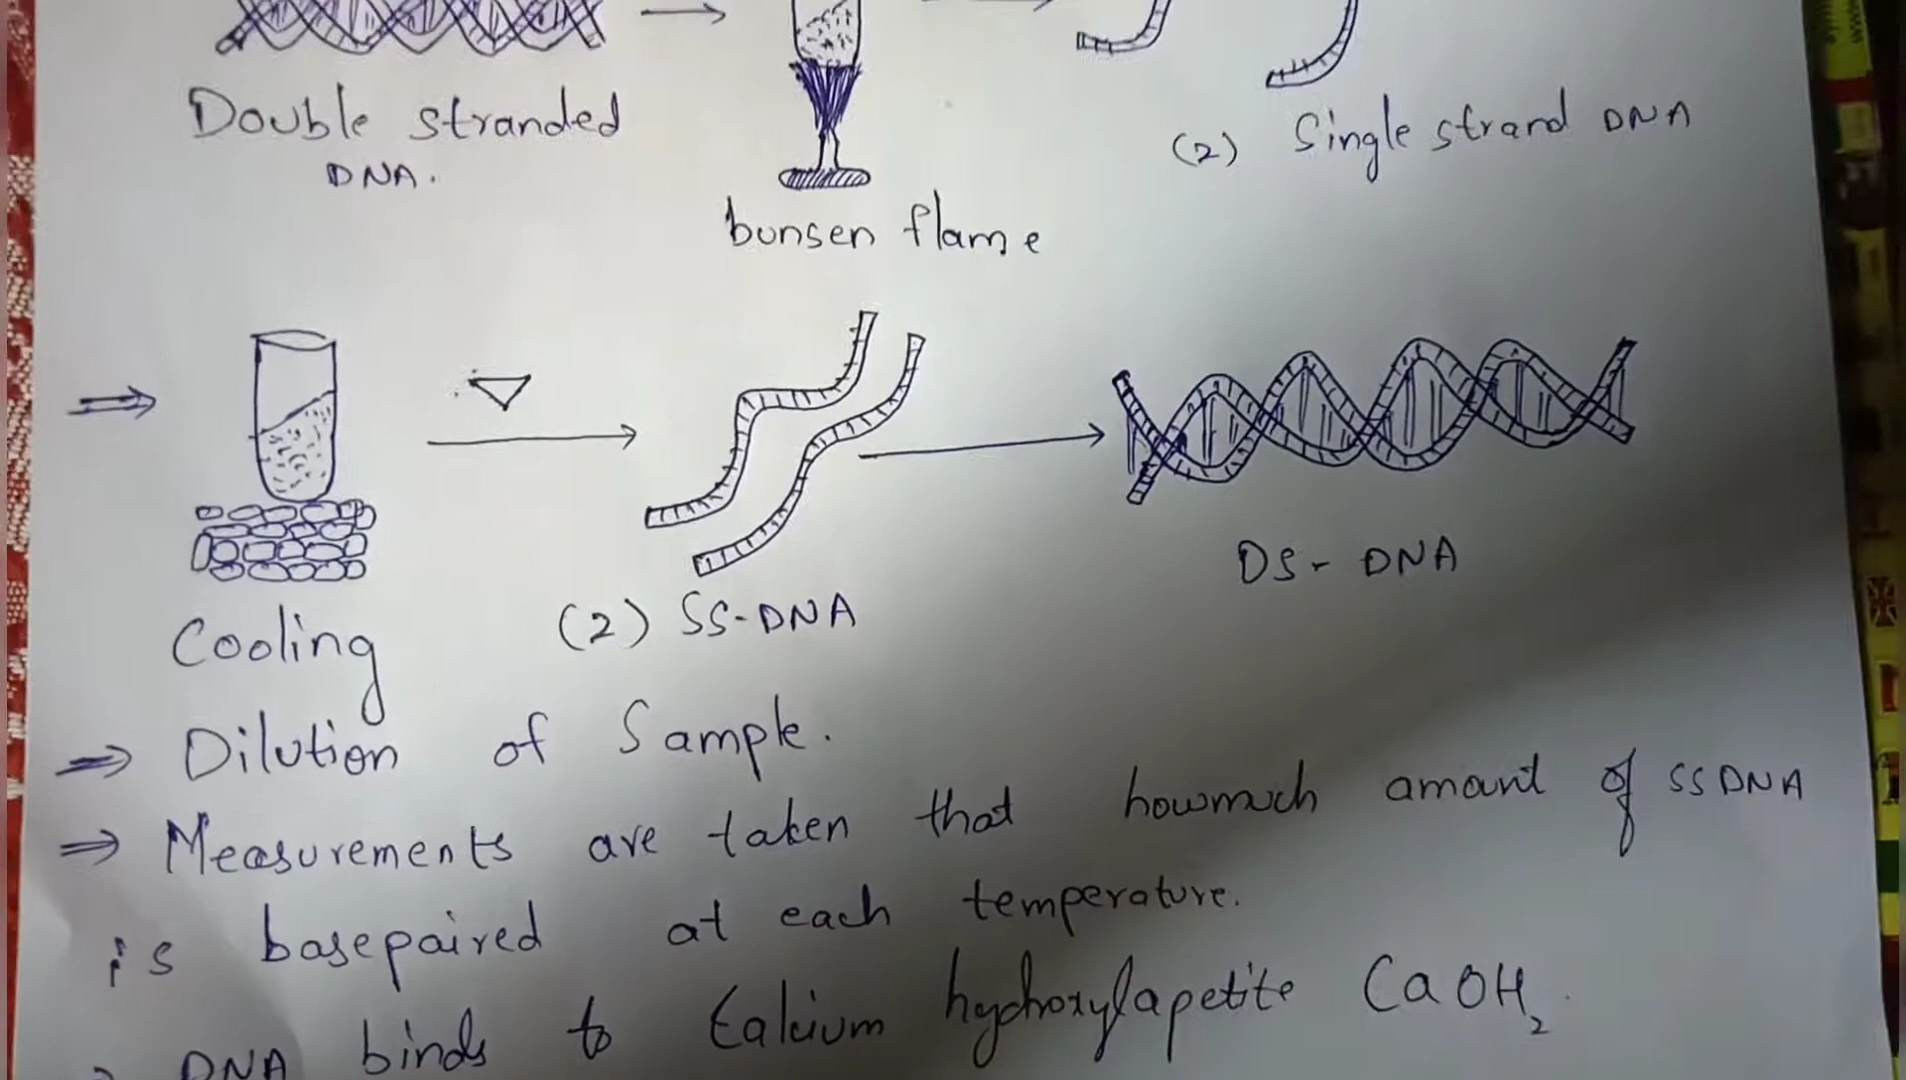 Double stranded
DNA.
bunsen flame
(2) Single strand DNA
⇒
Cooling
(2) SS-DNA
DS- DNA
⇒ Dilution of Sample.
⇒ Measurements are taken that howmuch amount of SSDNA
is basepaired at each temperature.
DNA binds to Calcium hydroxylapetite CaOH₂